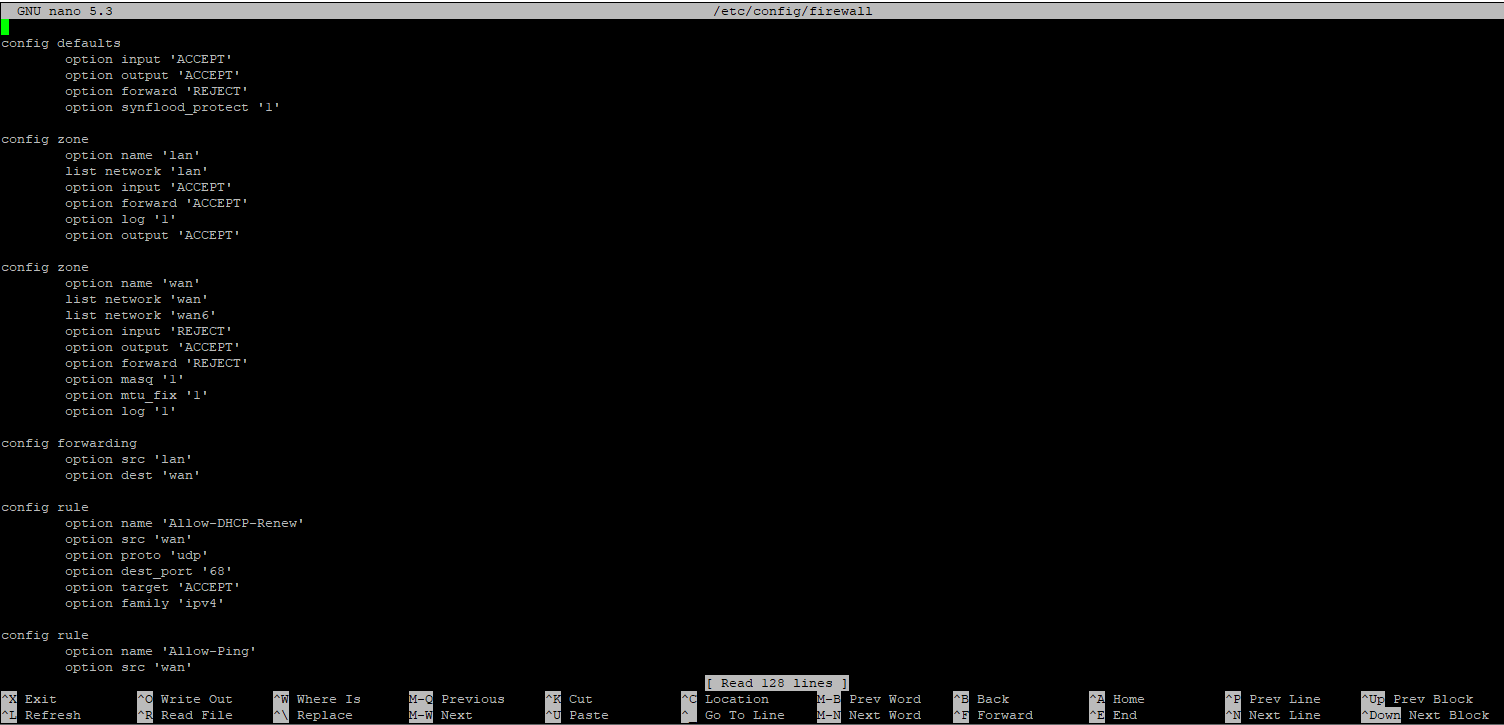 GNU nano 5.3 /etc/config/firewall
config defaults
option input 'ACCEPT'
option output 'ACCEPT'
option forward 'REJECT'
option synflood_protect '1'
config zone
option name 'lan'
list network 'lan'
option input 'ACCEPT'
option forward 'ACCEPT'
option log '1'
option output 'ACCEPT'
config zone
option name 'wan'
list network 'wan'
list network 'wan6'
option input 'REJECT'
option output 'ACCEPT'
option forward 'REJECT'
option masq '1'
option mtu_fix '1'
option log '1'
config forwarding
option src 'lan'
option dest 'wan'
config rule
option name 'Allow-DHCP-Renew'
option src 'wan'
option proto 'udp'
option dest_port '68'
option target 'ACCEPT'
option family 'ipv4'
config rule
option name 'Allow-Ping'
option src 'wan'
[ Read 128 lines ]
^X Exit ^O Write Out ^W Where Is M-Q Previous ^K Cut ^C Location M-B Prev Word ^B Back ^A Home ^P Prev Line ^Up Prev Block
^L Refresh ^R Read File ^\ Replace M-W Next ^U Paste ^_ Go To Line M-N Next Word ^F Forward ^E End ^N Next Line ^Down Next Block